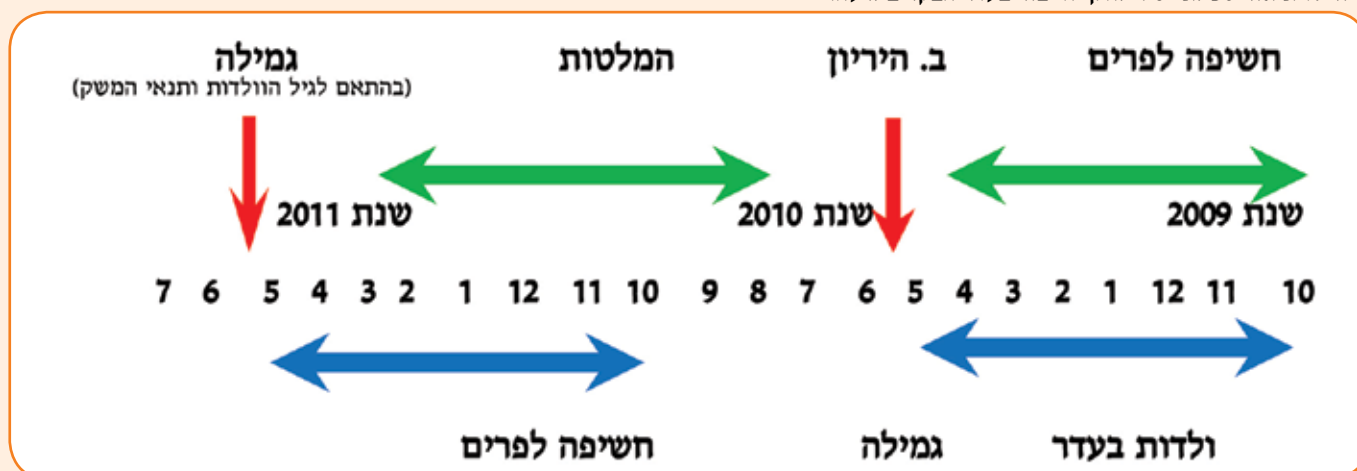 חשיפה לפרים ב. היריון המלטות גמילה
(בהתאם לגיל הוולדות ותנאי המשק)
שנת 2009 שנת 2010 שנת 2011
10 11 12 1 2 3 4 5 6 7 8 9 10 11 12 1 2 3 4 5 6 7
ולדות בעדר גמילה חשיפה לפרים